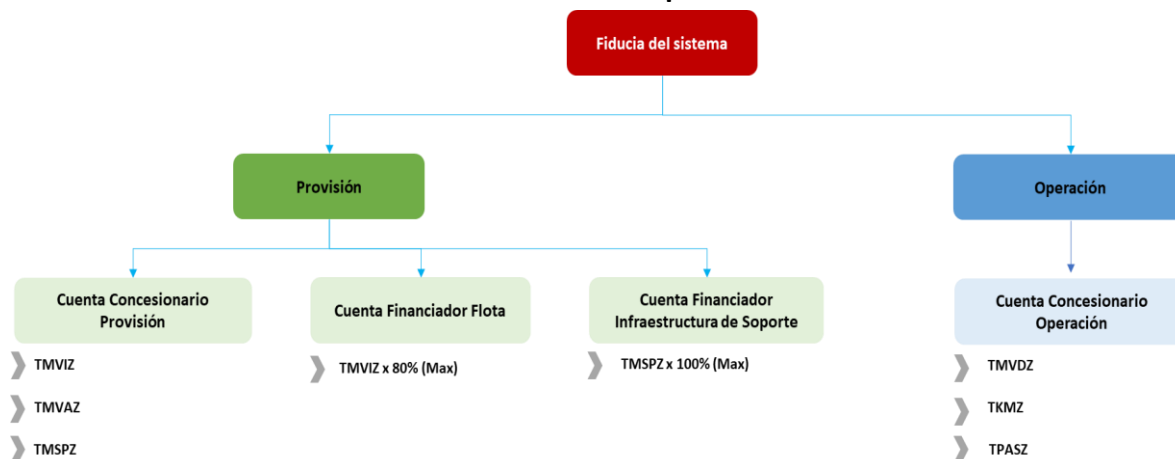 Fiducia del sistema
Provisión
Operación
Cuenta Concesionario
Provisión
Cuenta Financiador Flota
Cuenta Financiador
Infraestructura de Soporte
Cuenta Concesionario
Operación
TMVIZ
TMVAZ
TMSPZ
TMVIZ x 80% (Max)
TMSPZ x 100% (Max)
TMVDZ
TKMZ
TPASZ